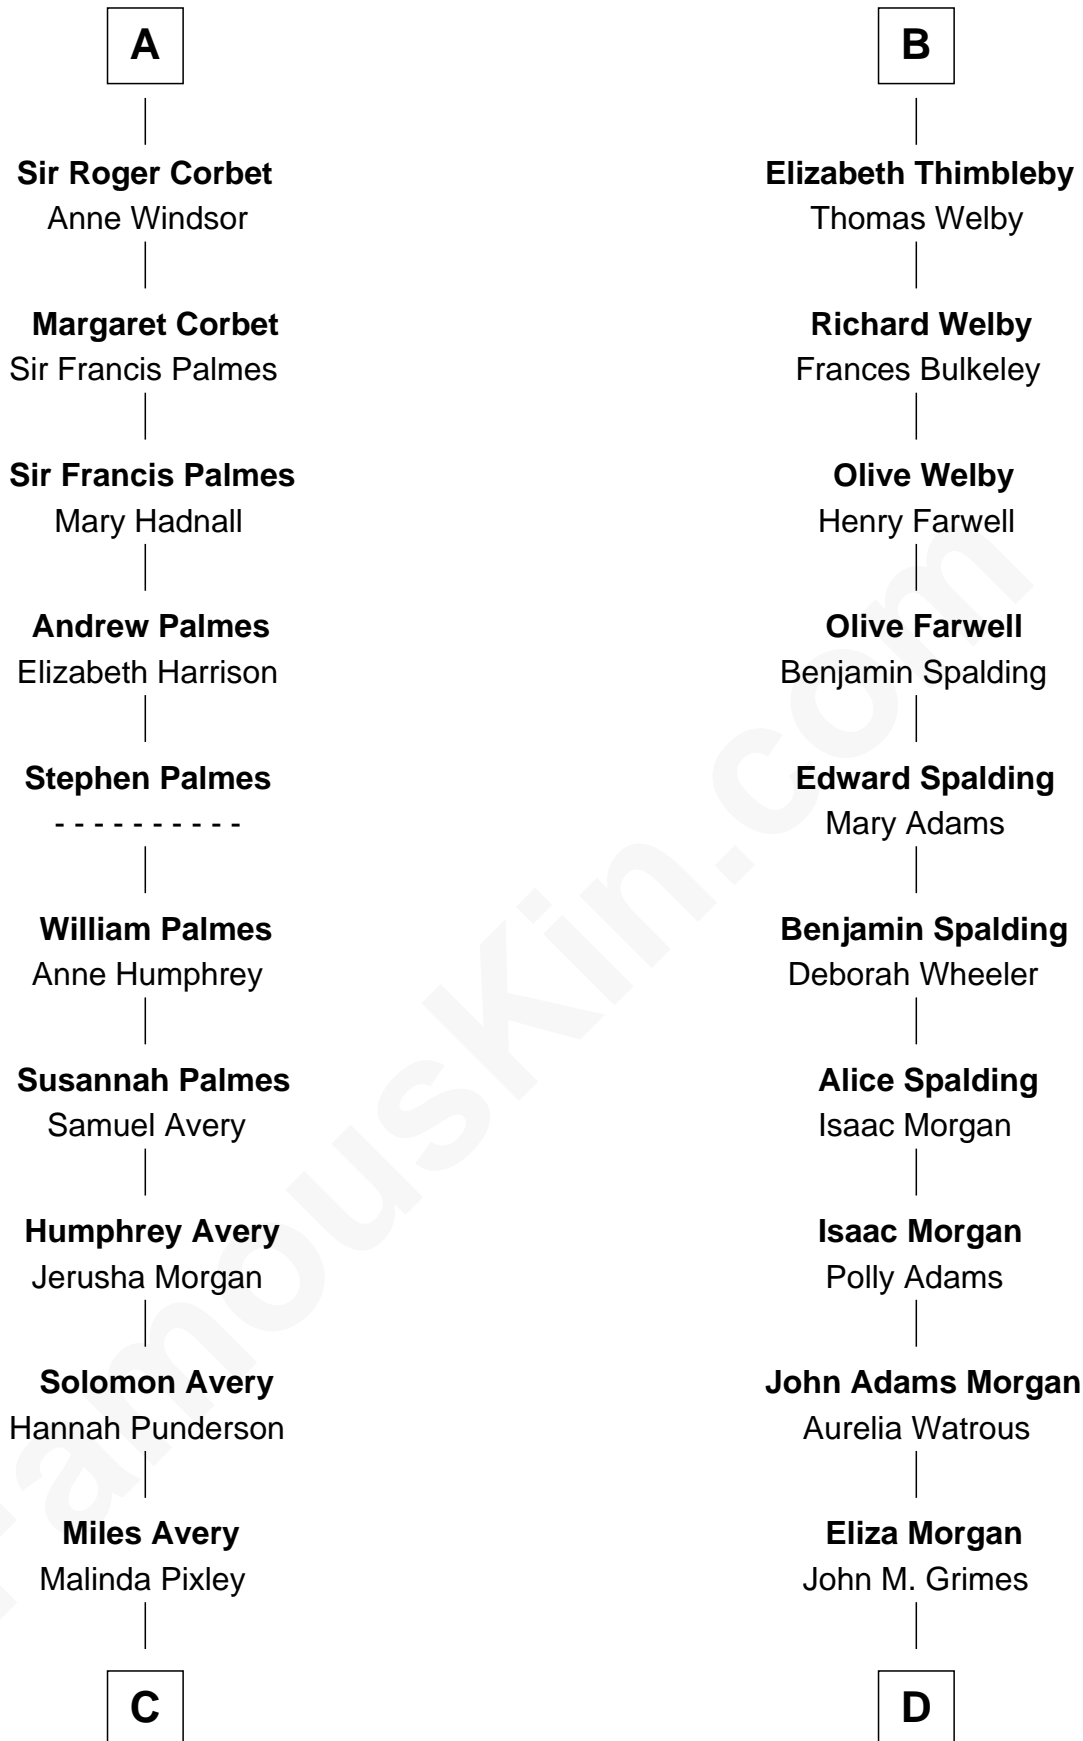 A
Sir Roger Corbet
Anne Windsor
Margaret Corbet
Sir Francis Palmes
Sir Francis Palmes
Mary Hadnall
Andrew Palmes
Elizabeth Harrison
Stephen Palmes
- - - - - - - - - -
William Palmes
Anne Humphrey
Susannah Palmes
Samuel Avery
Humphrey Avery
Jerusha Morgan
Solomon Avery
Hannah Punderson
Miles Avery
Malinda Pixley
C
B
Elizabeth Thimbleby
Thomas Welby
Richard Welby
Frances Bulkeley
Olive Welby
Henry Farwell
Olive Farwell
Benjamin Spalding
Edward Spalding
Mary Adams
Benjamin Spalding
Deborah Wheeler
Alice Spalding
Isaac Morgan
Isaac Morgan
Polly Adams
John Adams Morgan
Aurelia Watrous
Eliza Morgan
John M. Grimes
D
FamousKin.com